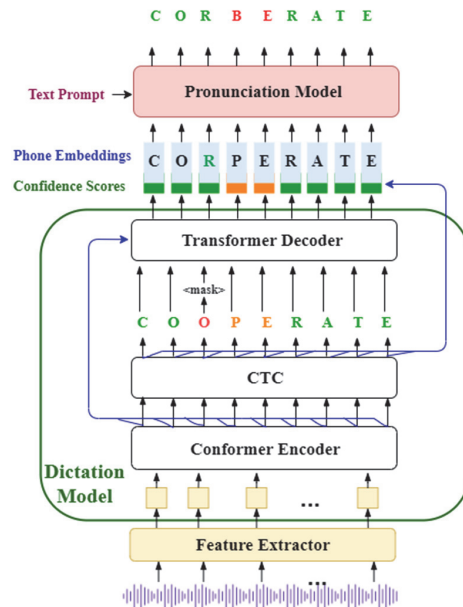 C O R B E R A T E
Pronunciation Model
Text Prompt
Phone Embeddings
C O R P E R A T E
Confidence Scores
Transformer Decoder
<mask>
C O O P E R A T E
CTC
Conformer Encoder
Dictation
Model
...
Feature Extractor
...